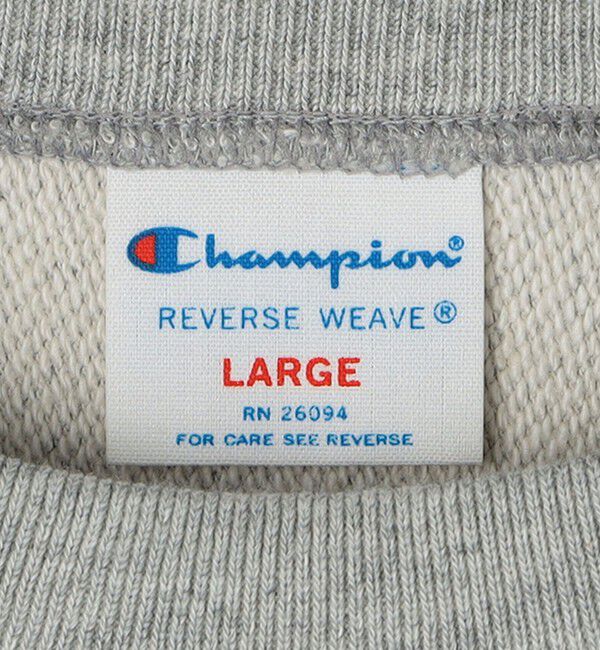 Champion®
REVERSE WEAVE®
LARGE
RN 26094
FOR CARE SEE REVERSE